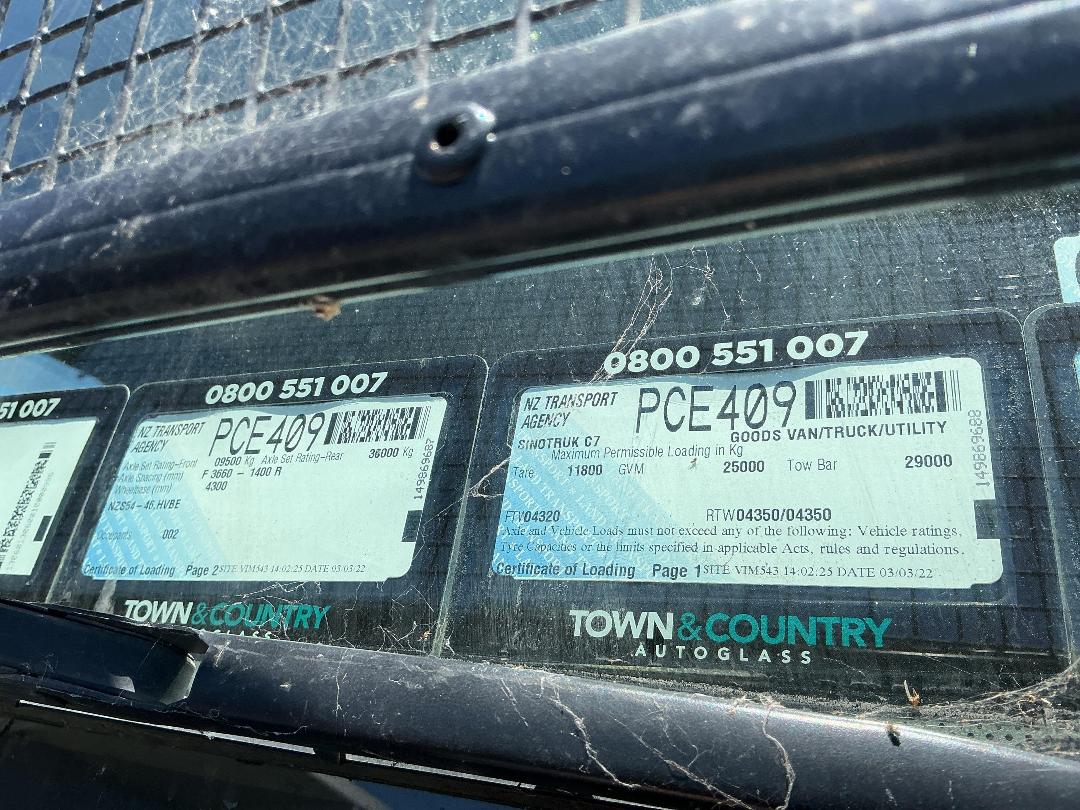 51 007
0800 551 007
NZ TRANSPORT AGENCY
PCE409
Axle Set Rating-Front 09500 Kg Axle Set Rating-Rear 36000 Kg
Axle Spacing (mm) F 3660 - 1400 R
Wheelbase (mm) 4300
NZS54-46,HVBE
Occupants 002
Certificate of Loading Page 2 SITE VIM543 14:02:25 DATE 03/03/22
149869687
TOWN & COUNTRY
AUTOGLASS
0800 551 007
NZ TRANSPORT AGENCY
PCE409
SINOTRUK C7
GOODS VAN/TRUCK/UTILITY
Maximum Permissible Loading in Kg
Tare 11800 GVM 25000 Tow Bar 29000
FTW04320 RTW04350/04350
Axle and Vehicle Loads must not exceed any of the following: Vehicle ratings,
Tyre Capacities or the limits specified in applicable Acts, rules and regulations.
Certificate of Loading Page 1 SITE VIM543 14:02:25 DATE 03/03/22
149869688
TOWN & COUNTRY
AUTOGLASS